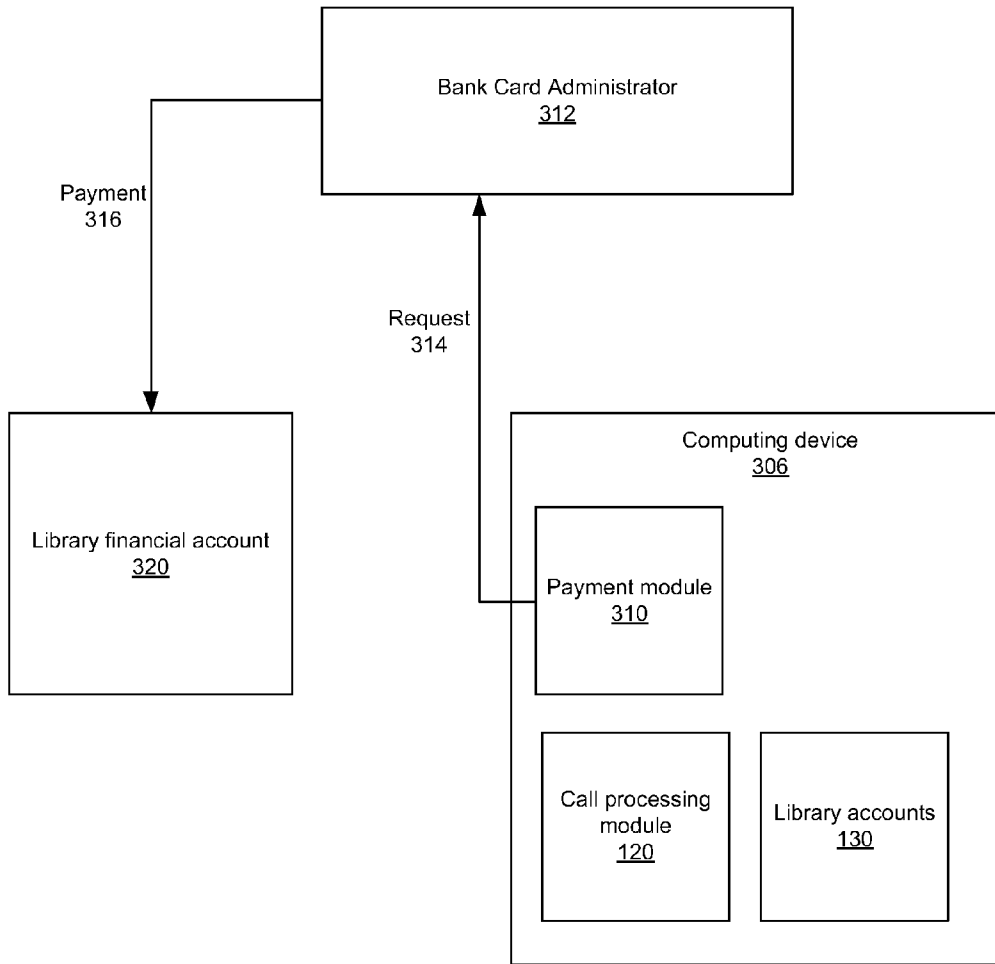 Bank Card Administrator
312
Payment
316
Request
314
Computing device
306
Library financial account
320
Payment module
310
Call processing
module
120
Library accounts
130